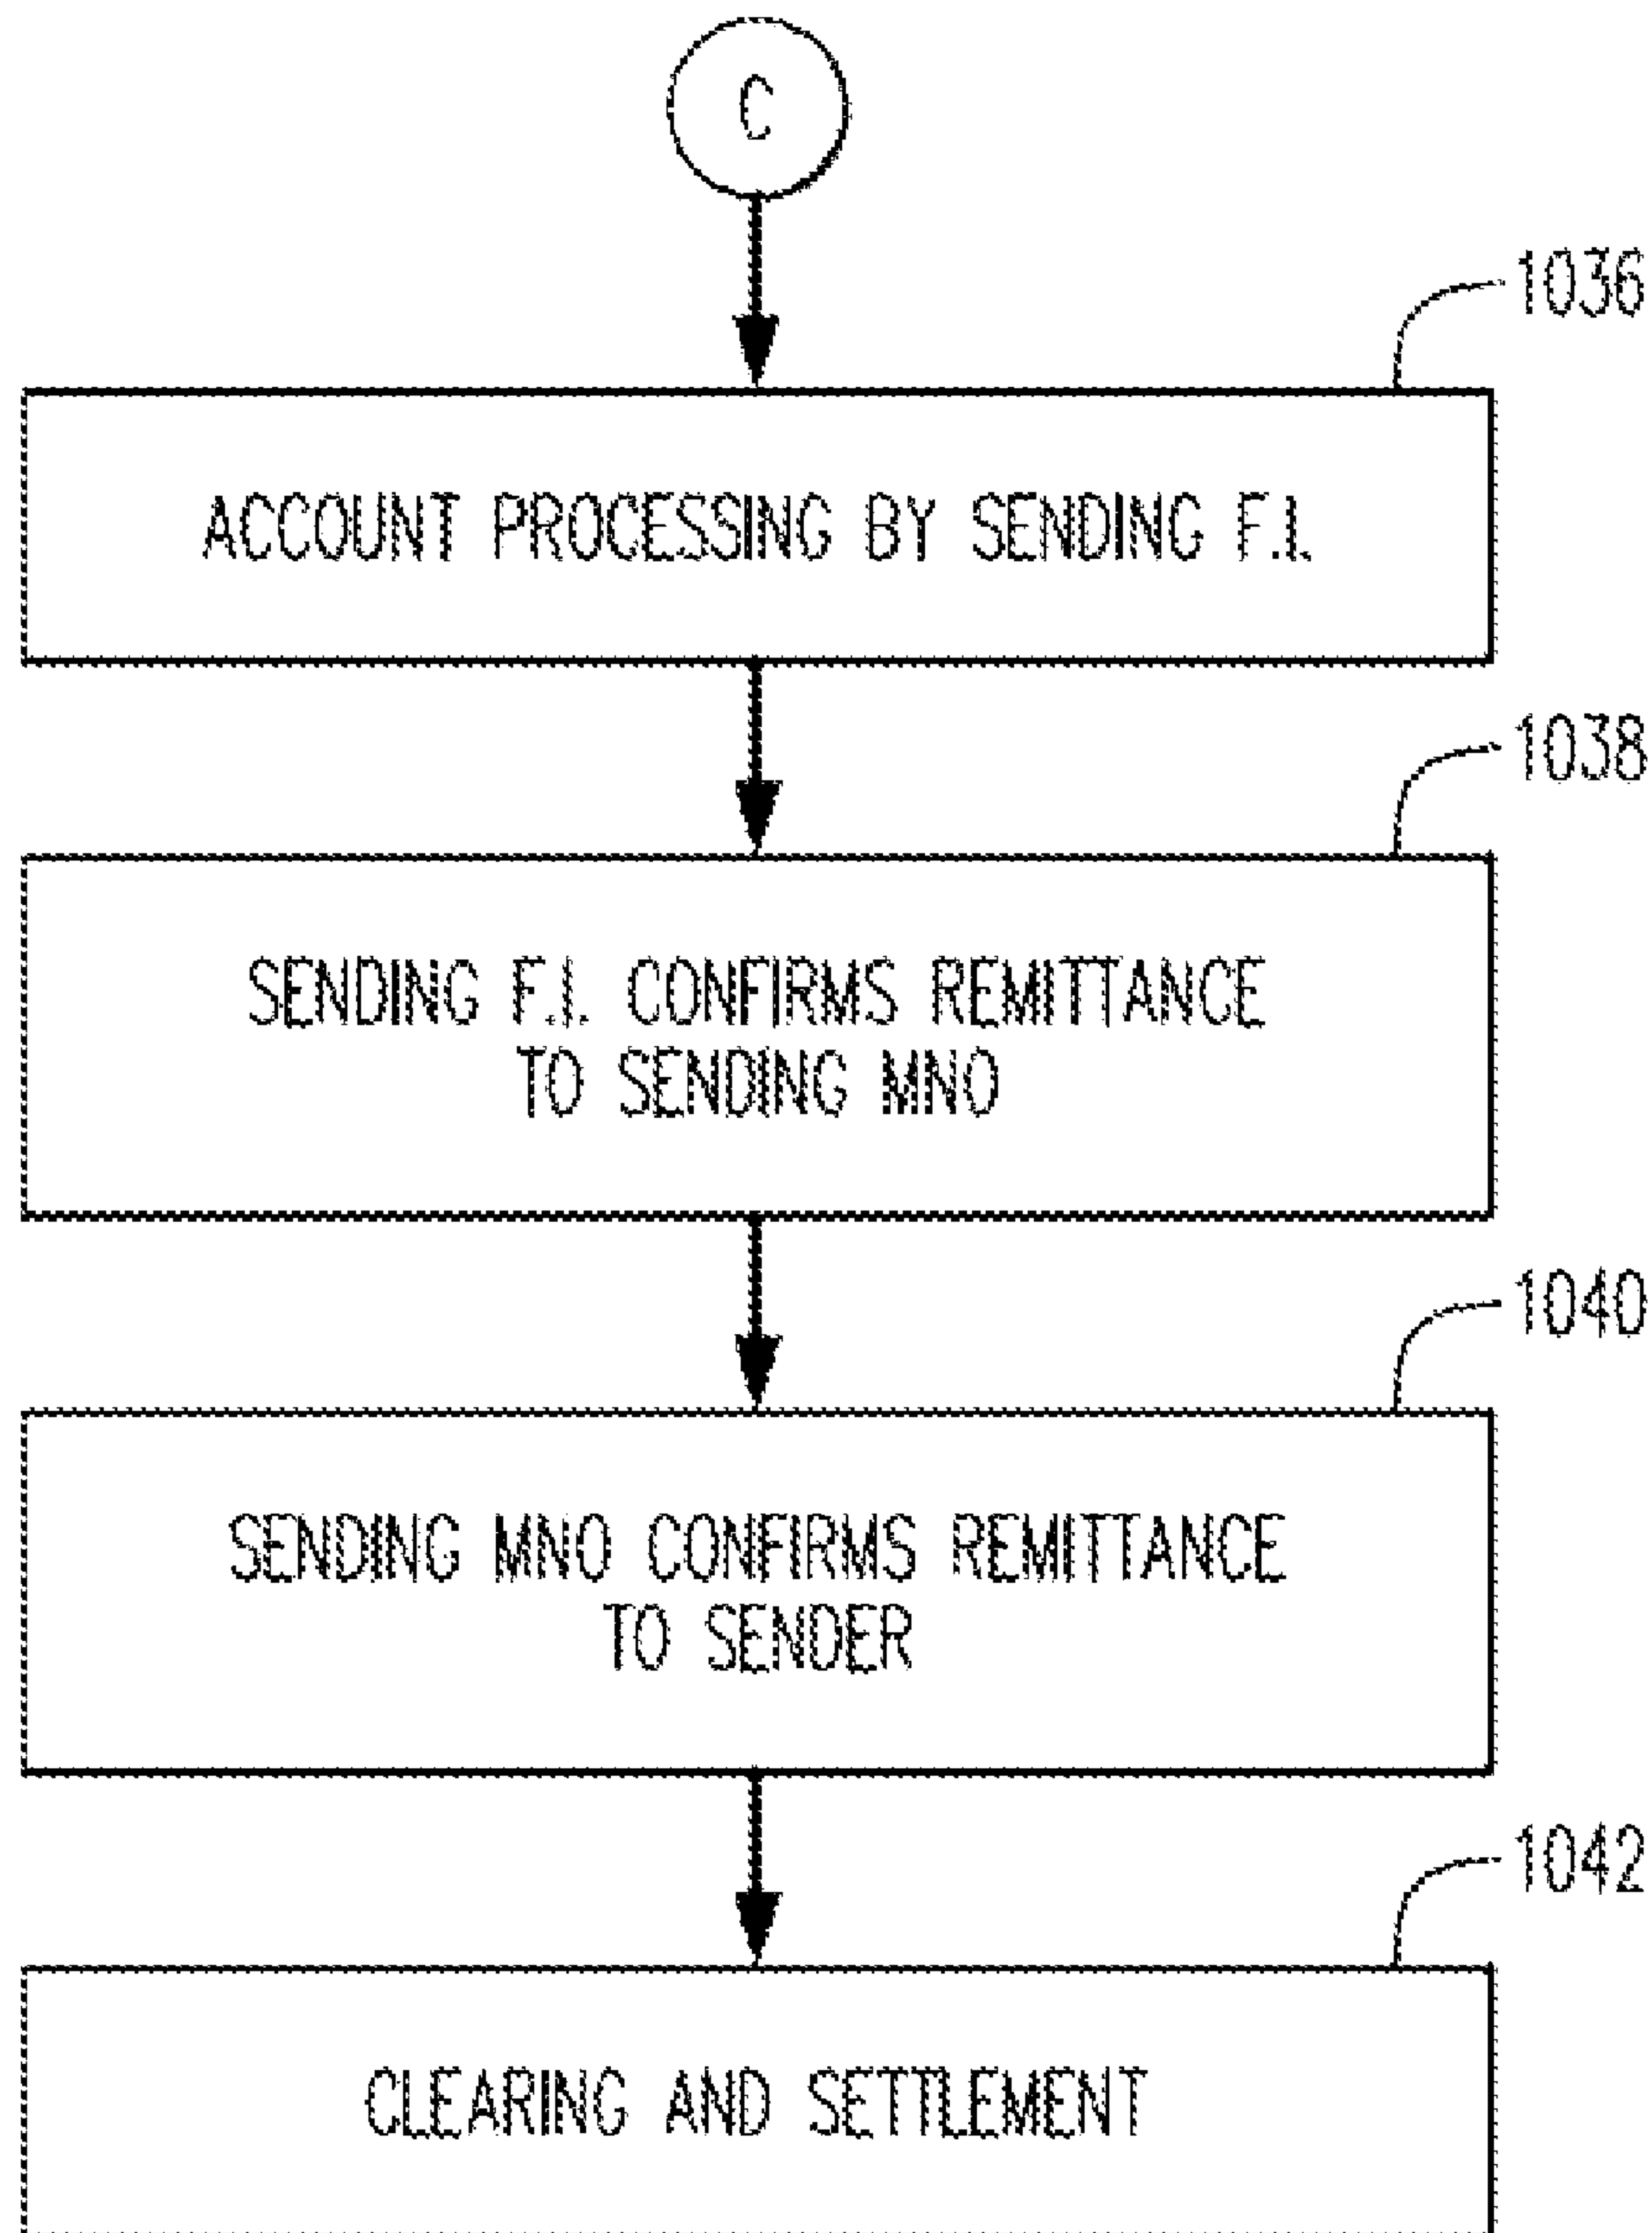 C
1036
ACCOUNT PROCESSING BY SENDING F.I.
1038
SENDING F.I. CONFIRMS REMITTANCE
TO SENDING MNO
1040
SENDING MNO CONFIRMS REMITTANCE
TO SENDER
1042
CLEARING AND SETTLEMENT